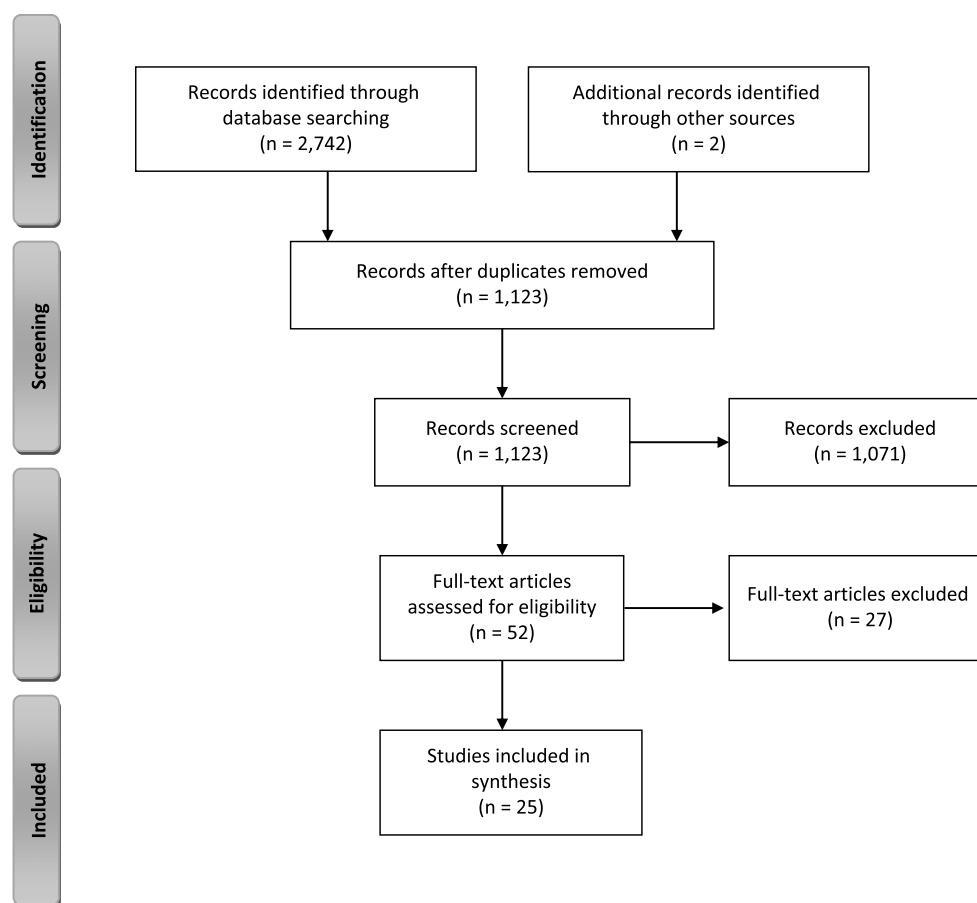 Identification
Records identified through
database searching
(n = 2,742)
Additional records identified
through other sources
(n = 2)
Screening
Records after duplicates removed
(n = 1,123)
Records screened
(n = 1,123)
Records excluded
(n = 1,071)
Eligibility
Full-text articles
assessed for eligibility
(n = 52)
Full-text articles excluded
(n = 27)
Included
Studies included in
synthesis
(n = 25)